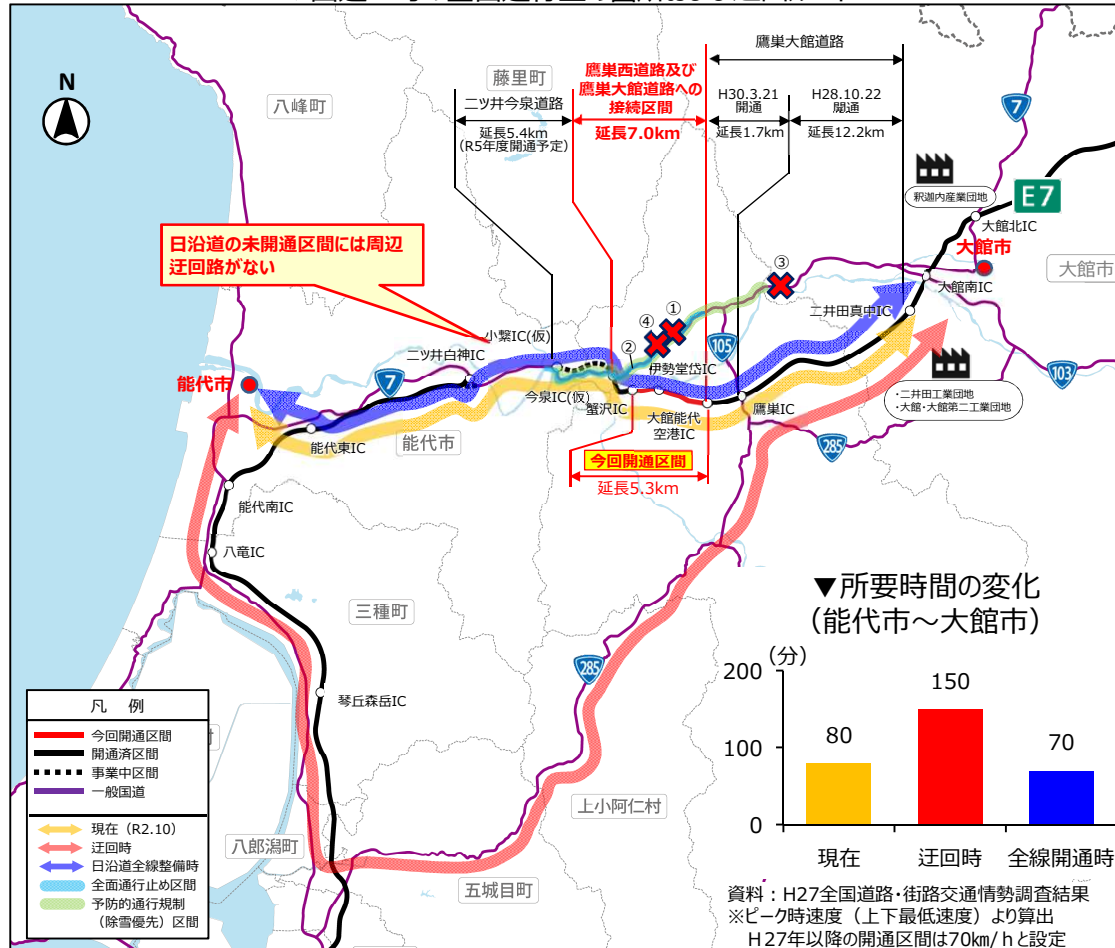 鷹巣大館道路
藤里町
鷹巣西道路及び
鷹巣大館道路への
接続区間
延長7.0km
H30.3.21
開通
延長1.7km
H28.10.22
開通
延長12.2km
二ツ井今泉道路
延長5.4km
(R5年度開通予定)
N
八峰町
7
釈迦内産業団地
E7
大館北IC
大館市
大館市
日沿道の未開通区間には周辺
迂回路がない
③
大館南IC
二井田真中IC
①
④
②
小繋IC(仮)
105
伊勢堂岱IC
二ツ井白神IC
7
能代市
今泉IC(仮)
蟹沢IC
大館能代
空港IC
鷹巣IC
103
・二井田工業団地
・大館・大館第二工業団地
能代東IC
能代市
285
今回開通区間
延長5.3km
能代南IC
八竜IC
三種町
285
琴丘森岳IC
上小阿仁村
八郎潟町
五城目町
凡 例
今回開通区間
開通済区間
事業中区間
一般国道
現在（R2.10）
迂回時
日沿道全線整備時
全面通行止め区間
予防的通行規制
（除雪優先）区間
村
▼所要時間の変化
(能代市～大館市)
(分)
200
100
0
80
150
70
現在
迂回時
全線開通時
資料：H27全国道路・街路交通情勢調査結果
※ピーク時速度（上下最低速度）より算出
H27年以降の開通区間は70km/hと設定